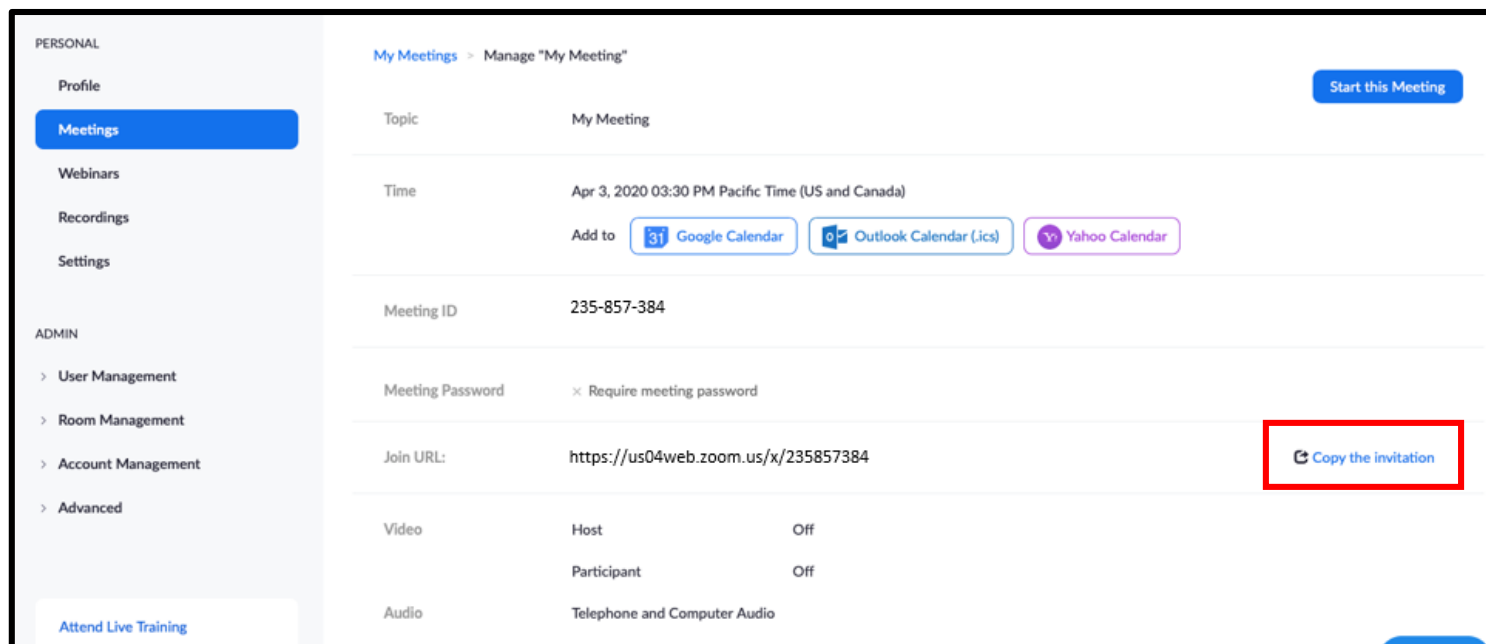 PERSONAL
Profile
Meetings
Webinars
Recordings
Settings
ADMIN
> User Management
> Room Management
> Account Management
> Advanced
Attend Live Training
My Meetings > Manage "My Meeting"
Start this Meeting
Topic My Meeting
Time Apr 3, 2020 03:30 PM Pacific Time (US and Canada)
Add to 31 Google Calendar Outlook Calendar (.ics) Yahoo Calendar
Meeting ID 235-857-384
Meeting Password × Require meeting password
Join URL: https://us04web.zoom.us/x/235857384 Copy the invitation
Video Host Off
Participant Off
Audio Telephone and Computer Audio